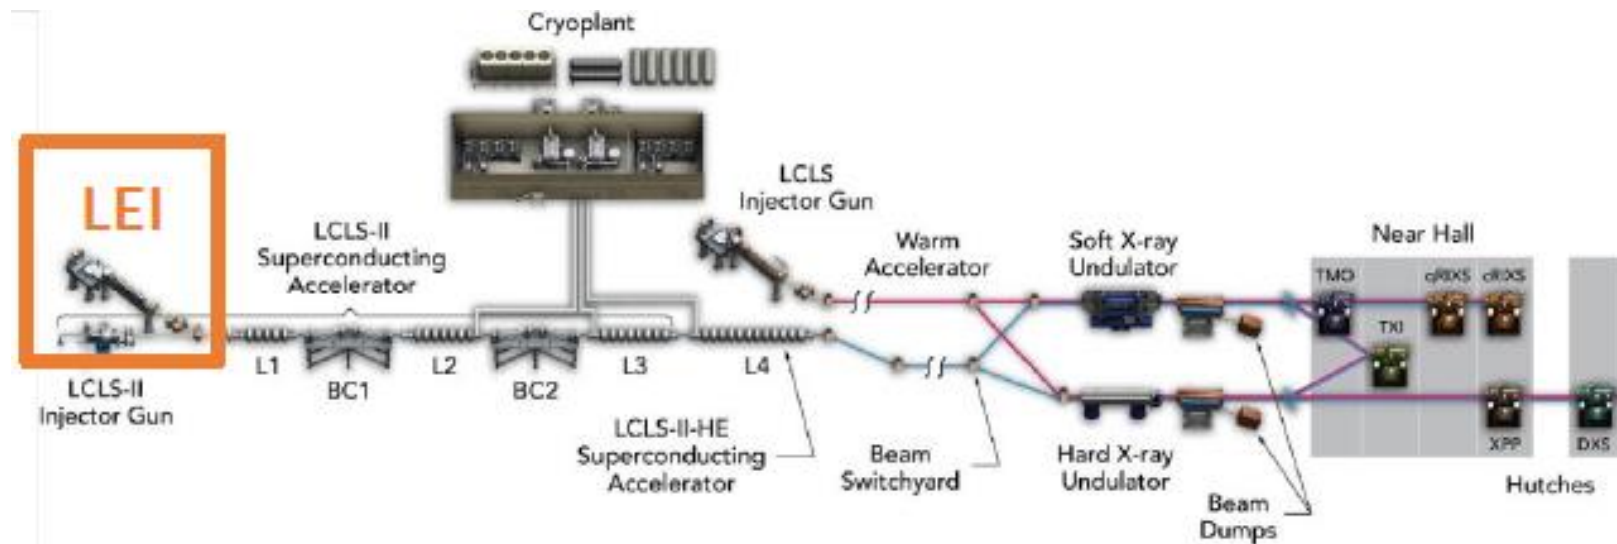 Cryoplant
LEI
LCLS-II
Injector Gun
LCLS-II
Superconducting
Accelerator
L1
BC1
L2
BC2
L3
L4
LCLS-II-HE
Superconducting
Accelerator
LCLS
Injector Gun
Warm
Accelerator
Beam
Switchyard
Soft X-ray
Undulator
Hard X-ray
Undulator
Beam
Dumps
Near Hall
TMO
TXI
qRIXS
cRIXS
XPP
DXS
Hutches